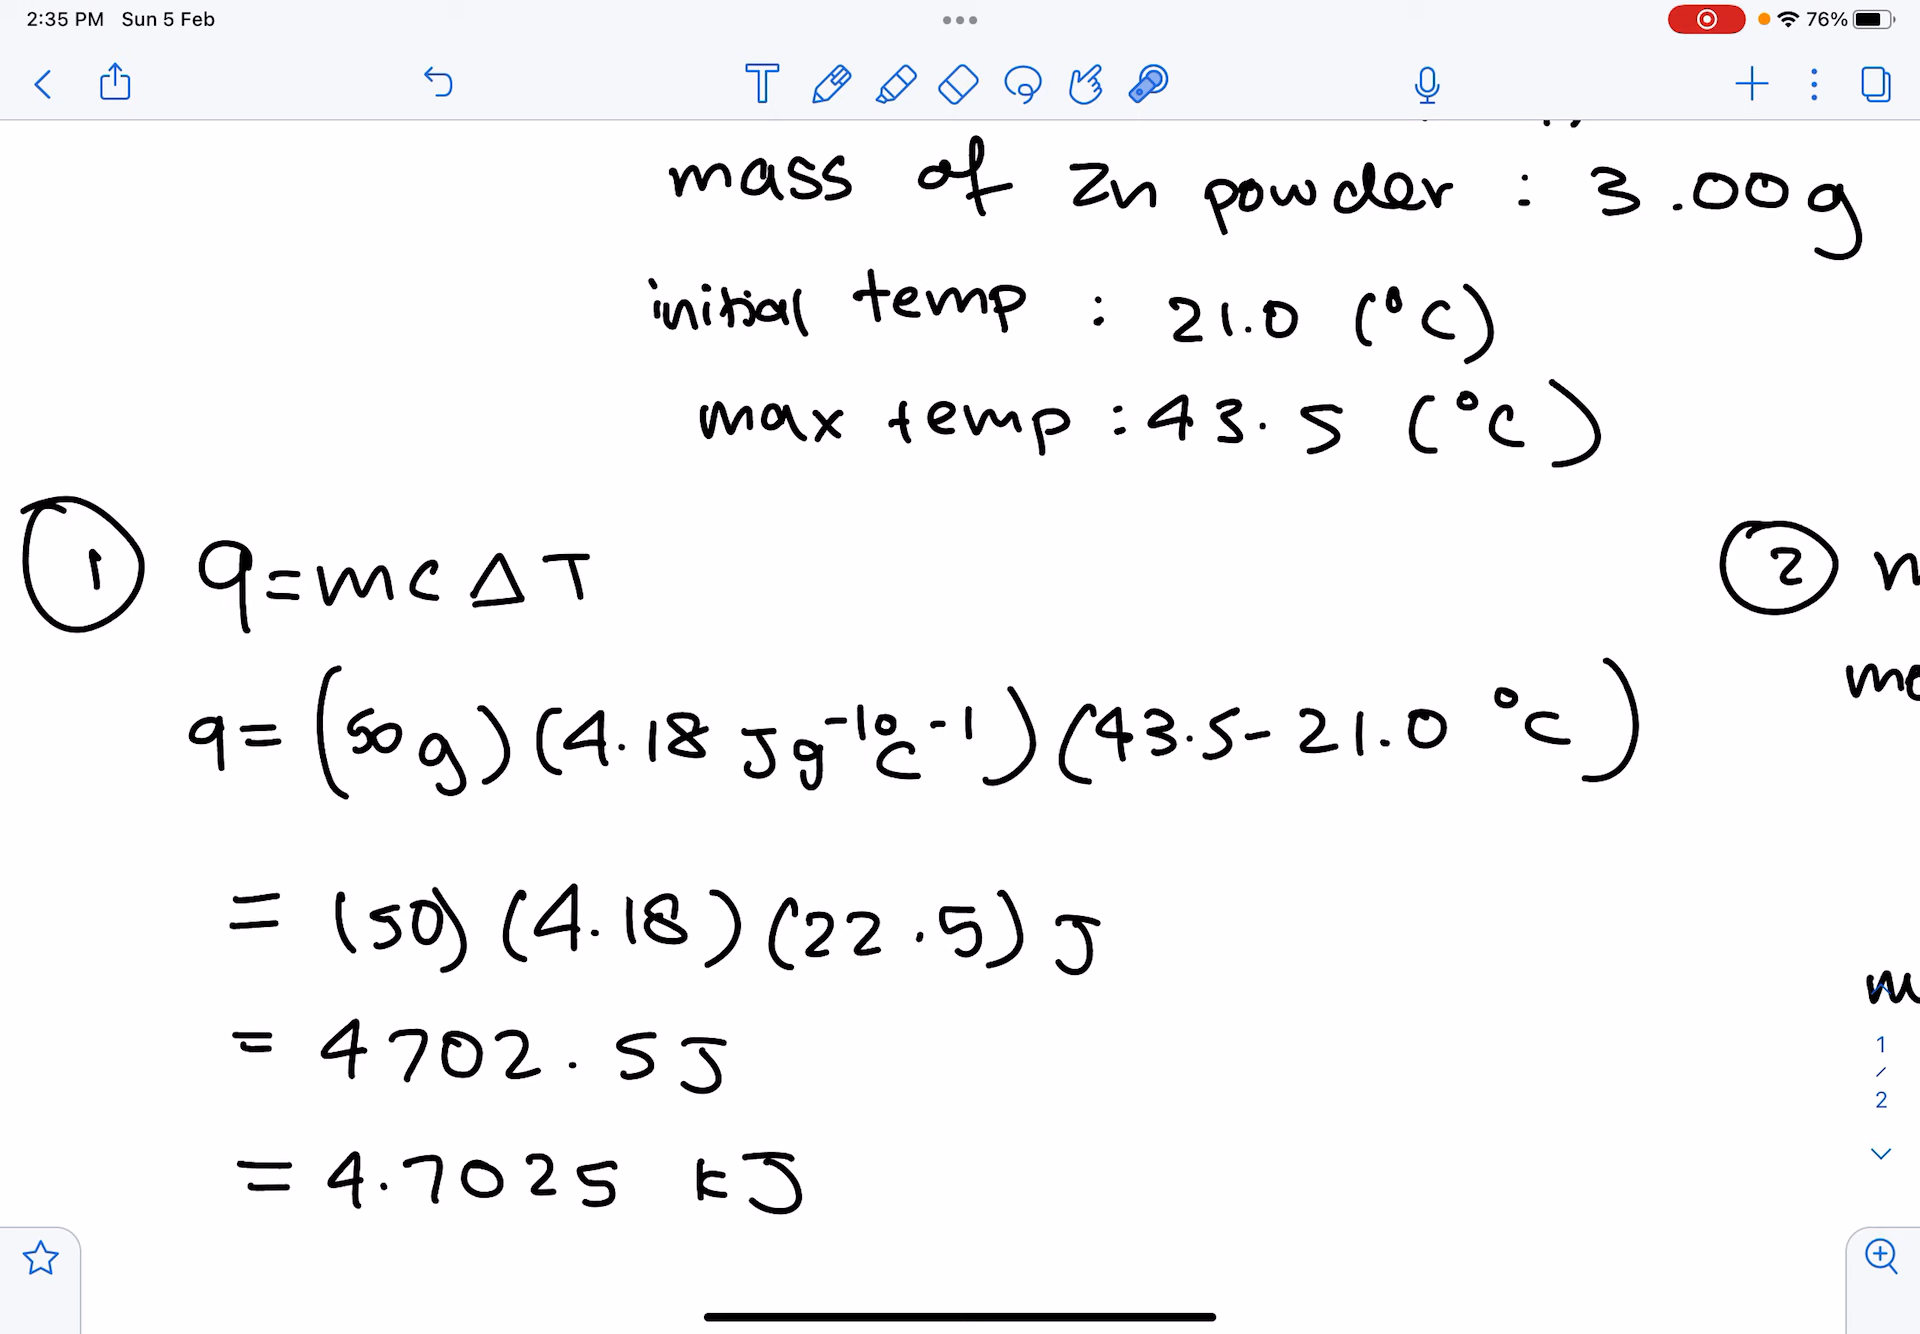 2:35 PM Sun 5 Feb
76%
mass of Zn powder : 3.00g
initial temp : 21.0 (°C)
max temp : 43.5 (°C)
① q=mcΔT
② 
q= (50g)(4.18 Jg⁻¹°C⁻¹)(43.5-21.0 °C)
= (50)(4.18)(22.5) J
= 4702.5J
= 4.7025 kJ
1
/
2